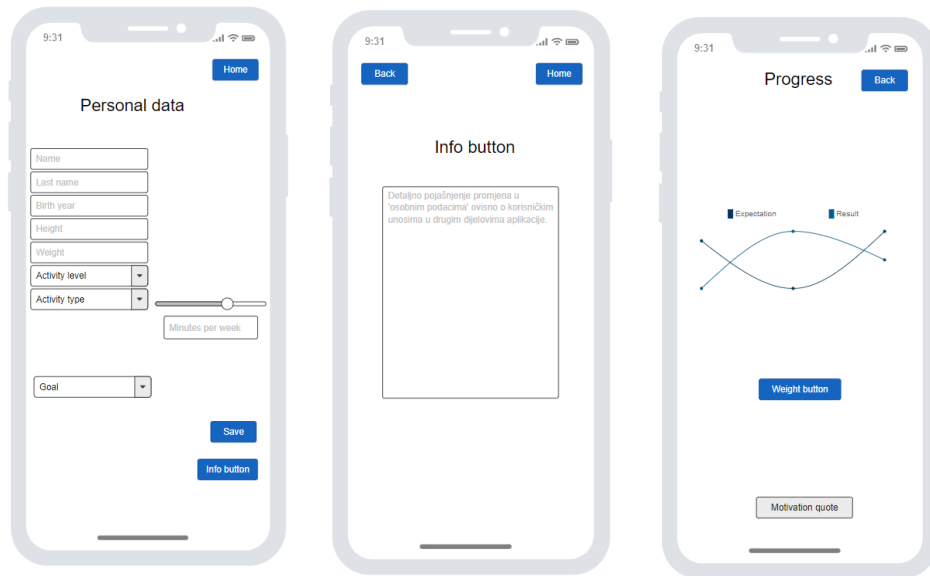 9:31
Home
Personal data
Name
Last name
Birth year
Height
Weight
Activity level
Activity type
Minutes per week
Goal
Save
Info button
9:31
Back
Home
Info button
Detaljno pojašnjenje promjena u
'osobnim podacima' ovisno o korisničkim
unosima u drugim dijelovima aplikacije.
9:31
Progress
Back
Expectation
Result
Weight button
Motivation quote